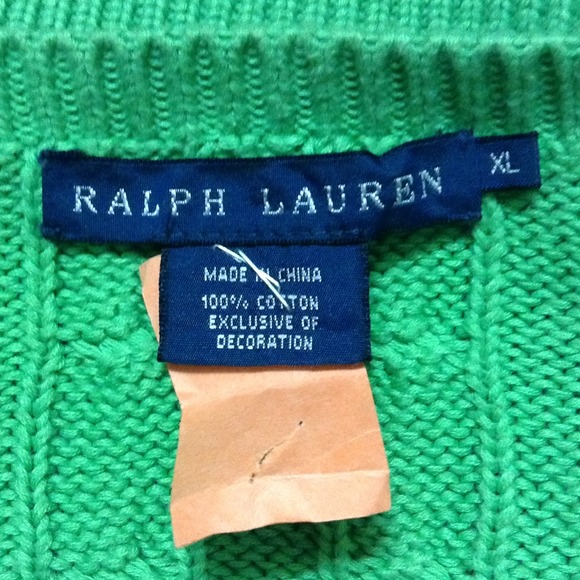 RALPH LAUREN
XL
MADE IN CHINA
100% COTTON
EXCLUSIVE OF
DECORATION